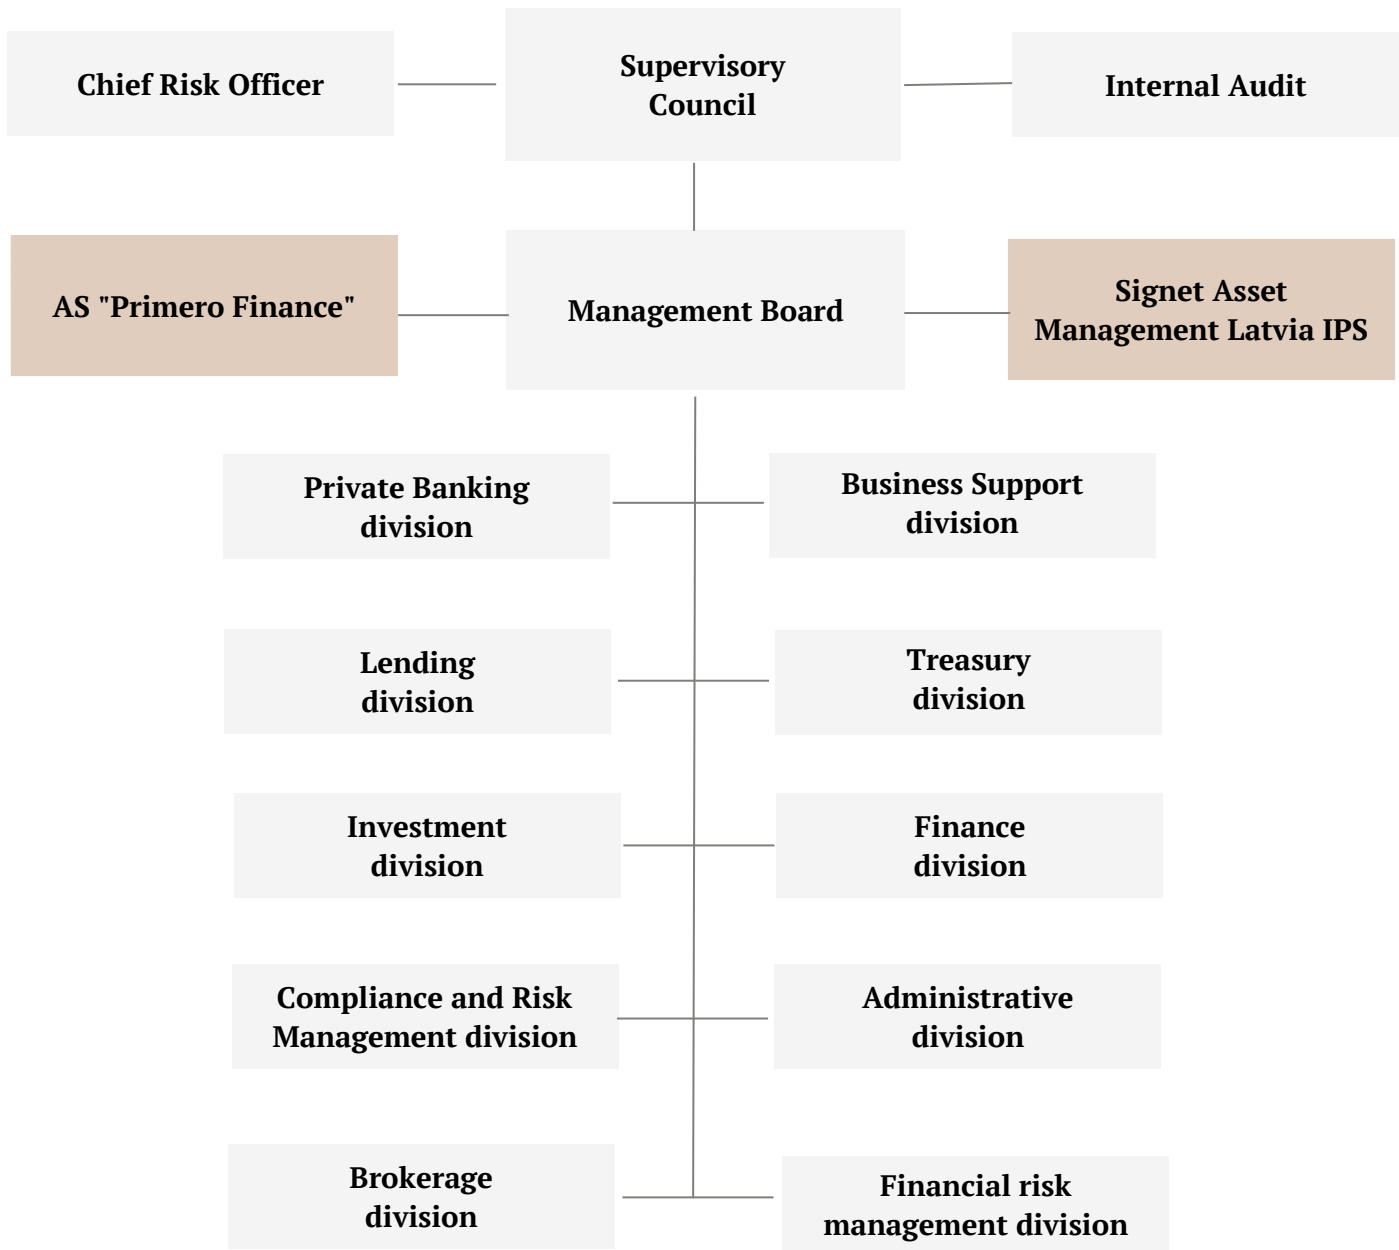 Chief Risk Officer
Supervisory
Council
Internal Audit
AS "Primero Finance"
Management Board
Signet Asset
Management Latvia IPS
Private Banking
division
Business Support
division
Lending
division
Treasury
division
Investment
division
Finance
division
Compliance and Risk
Management division
Administrative
division
Brokerage
division
Financial risk
management division